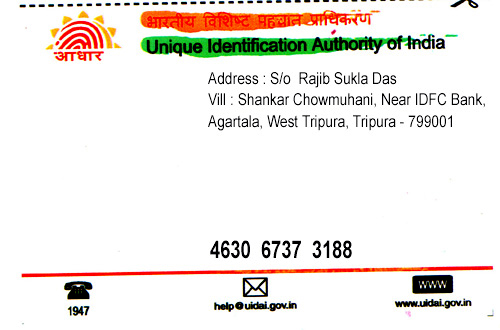 भारतीय विशिष्ट पहचान प्राधिकरण
Unique Identification Authority of India
आधार
Address : S/o Rajib Sukla Das
Vill : Shankar Chowmuhani, Near IDFC Bank,
Agartala, West Tripura, Tripura - 799001
4630 6737 3188
1947
help@uidai.gov.in
WWW
www.uidai.gov.in